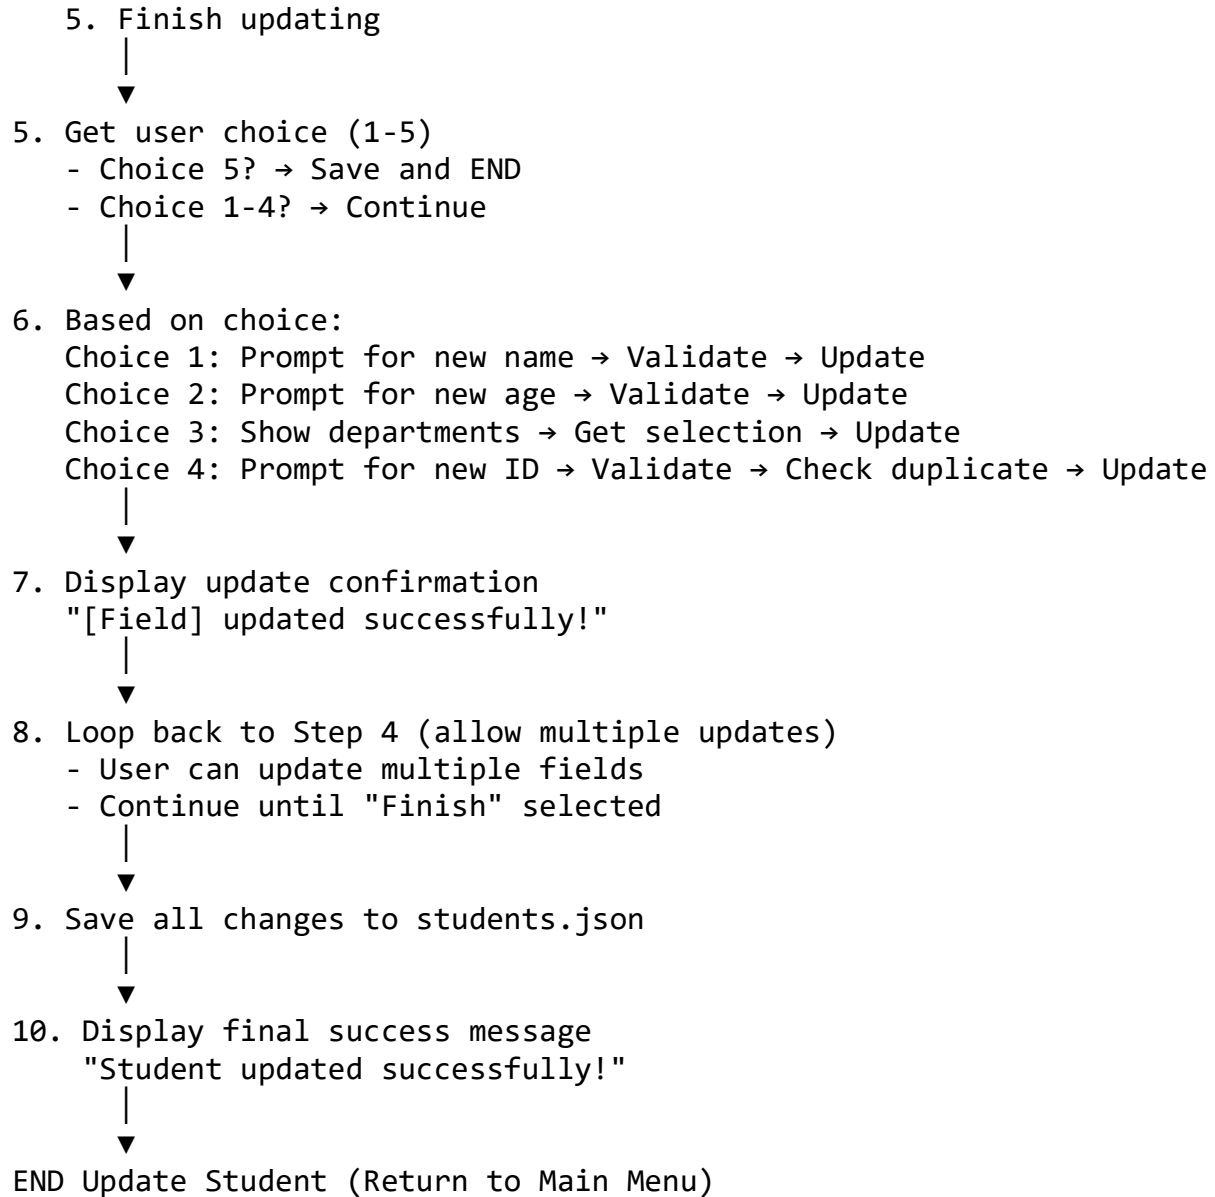 5. Finish updating
│
▼
5. Get user choice (1-5)
- Choice 5? → Save and END
- Choice 1-4? → Continue
│
▼
6. Based on choice:
Choice 1: Prompt for new name → Validate → Update
Choice 2: Prompt for new age → Validate → Update
Choice 3: Show departments → Get selection → Update
Choice 4: Prompt for new ID → Validate → Check duplicate → Update
│
▼
7. Display update confirmation
"[Field] updated successfully!"
│
▼
8. Loop back to Step 4 (allow multiple updates)
- User can update multiple fields
- Continue until "Finish" selected
│
▼
9. Save all changes to students.json
│
▼
10. Display final success message
"Student updated successfully!"
│
▼
END Update Student (Return to Main Menu)